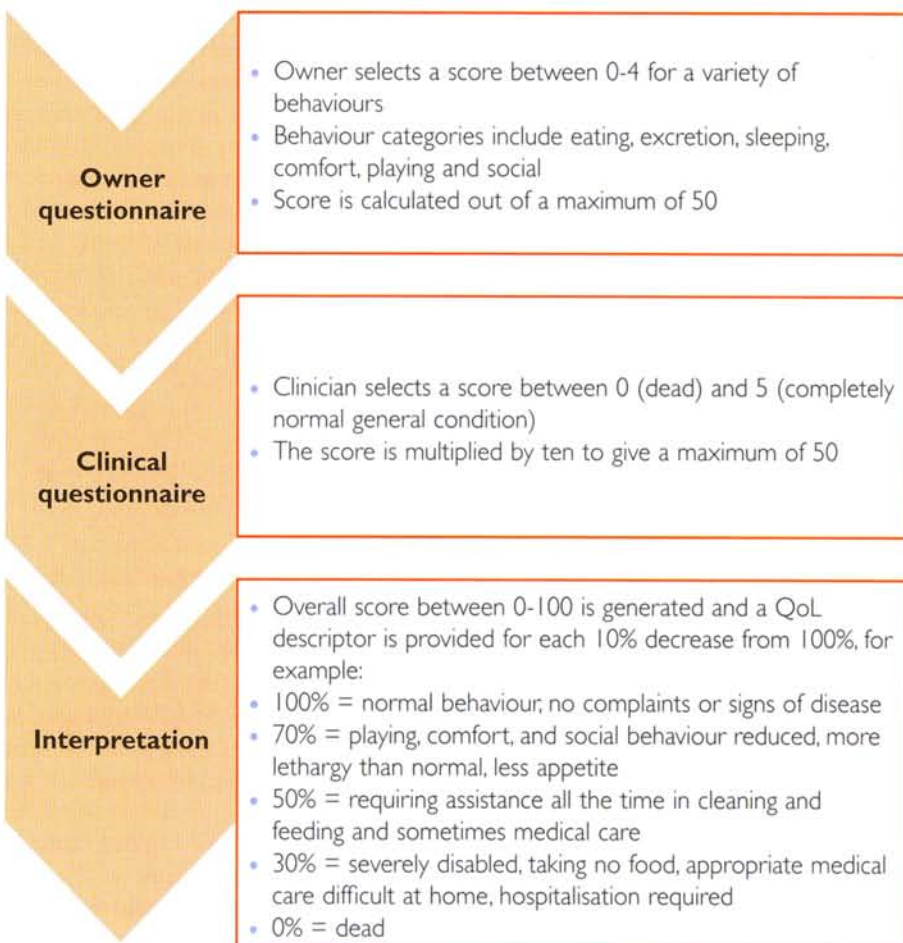 Owner
questionnaire
• Owner selects a score between 0-4 for a variety of
behaviours
• Behaviour categories include eating, excretion, sleeping,
comfort, playing and social
• Score is calculated out of a maximum of 50
Clinical
questionnaire
• Clinician selects a score between 0 (dead) and 5 (completely
normal general condition)
• The score is multiplied by ten to give a maximum of 50
Interpretation
• Overall score between 0-100 is generated and a QoL
descriptor is provided for each 10% decrease from 100%, for
example:
• 100% = normal behaviour, no complaints or signs of disease
• 70% = playing, comfort, and social behaviour reduced, more
lethargy than normal, less appetite
• 50% = requiring assistance all the time in cleaning and
feeding and sometimes medical care
• 30% = severely disabled, taking no food, appropriate medical
care difficult at home, hospitalisation required
• 0% = dead